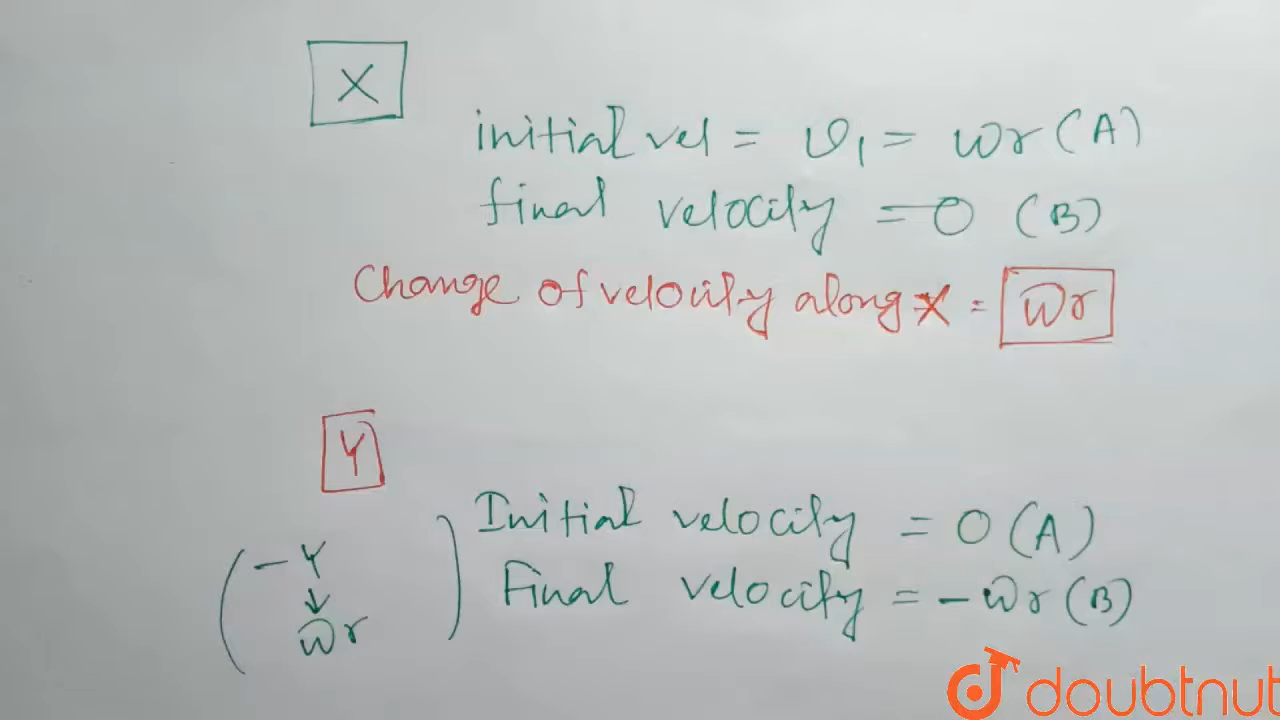 X
initial vel = v₁ = ωr (A)
final velocity = 0 (B)
Change of velocity along X = ωr
Y
Initial velocity = 0 (A)
Final velocity = -ωr (B)
(-Y
↓
ωr)
doubtnut